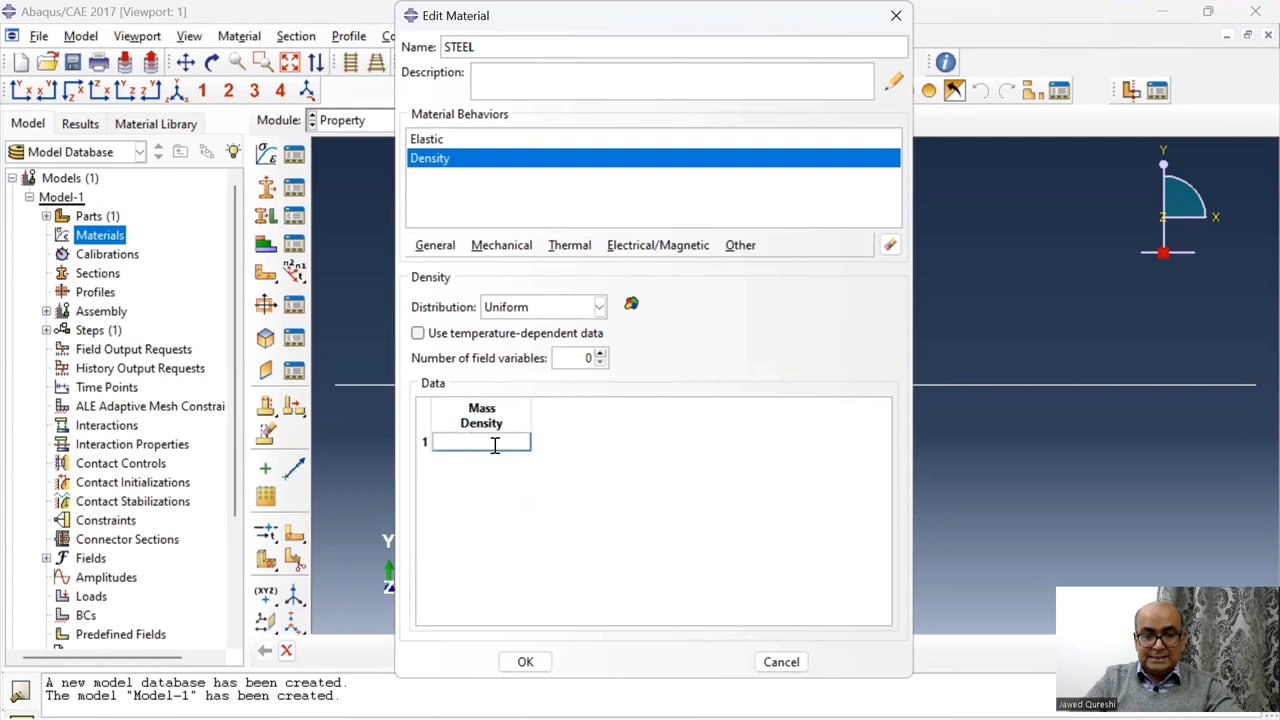 Abaqus/CAE 2017 [Viewport: 1]
File Model Viewport View Material Section Profile
1 2 3 4
Model Results Material Library
Module: Property
Model Database
Models (1)
Model-1
Parts (1)
Materials
Calibrations
Sections
Profiles
Assembly
Steps (1)
Field Output Requests
History Output Requests
Time Points
ALE Adaptive Mesh Constrai
Interactions
Interaction Properties
Contact Controls
Contact Initializations
Contact Stabilizations
Constraints
Connector Sections
Fields
Amplitudes
Loads
BCs
Predefined Fields
Edit Material
Name: STEEL
Description:
Material Behaviors
Elastic
Density
General Mechanical Thermal Electrical/Magnetic Other
Density
Distribution: Uniform
Use temperature-dependent data
Number of field variables: 0
Data
Mass
Density
1
OK Cancel
Y
Z X
Y
Z
A new model database has been created.
The model "Model-1" has been created.
Jawed Qureshi